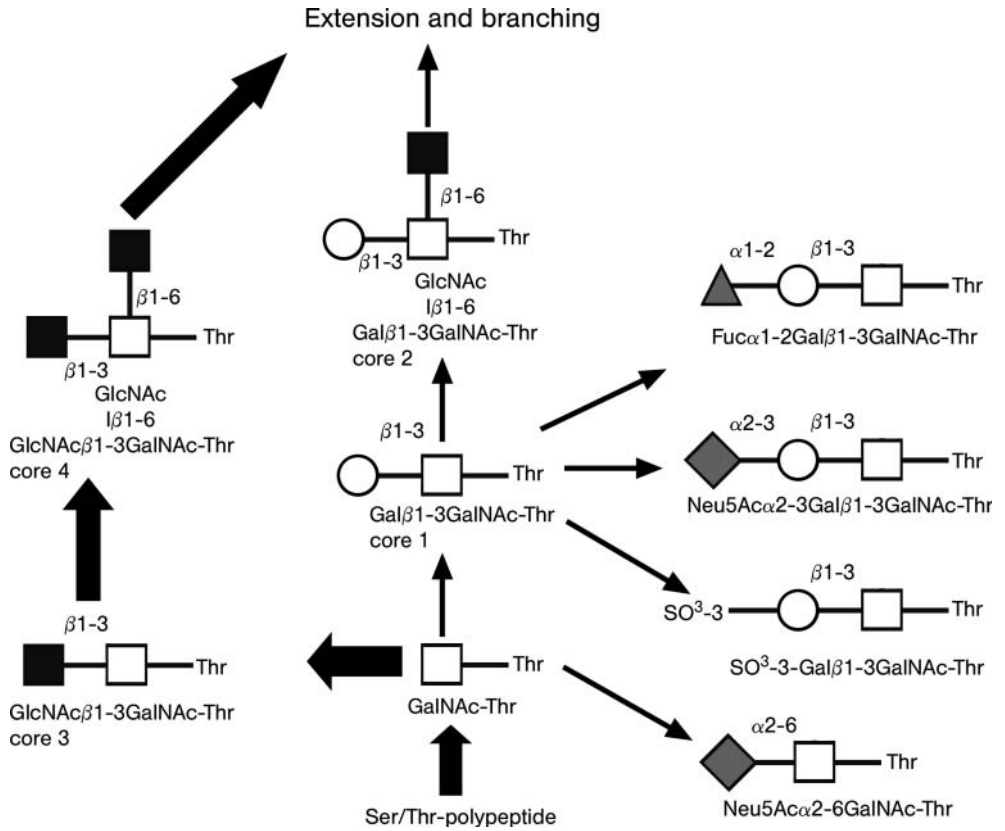 Extension and branching
β1-6
Thr
β1-3
GlcNAc
lβ1-6
Galβ1-3GalNAc-Thr
core 2
β1-6
Thr
β1-3
GlcNAc
lβ1-6
GlcNAcβ1-3GalNAc-Thr
core 4
α1-2
β1-3
Thr
Fucα1-2Galβ1-3GalNAc-Thr
β1-3
Thr
Galβ1-3GalNAc-Thr
core 1
α2-3
β1-3
Thr
Neu5Acα2-3Galβ1-3GalNAc-Thr
β1-3
SO³-3
Thr
SO³-3-Galβ1-3GalNAc-Thr
β1-3
Thr
GlcNAcβ1-3GalNAc-Thr
core 3
Thr
GalNAc-Thr
α2-6
Thr
Neu5Acα2-6GalNAc-Thr
Ser/Thr-polypeptide